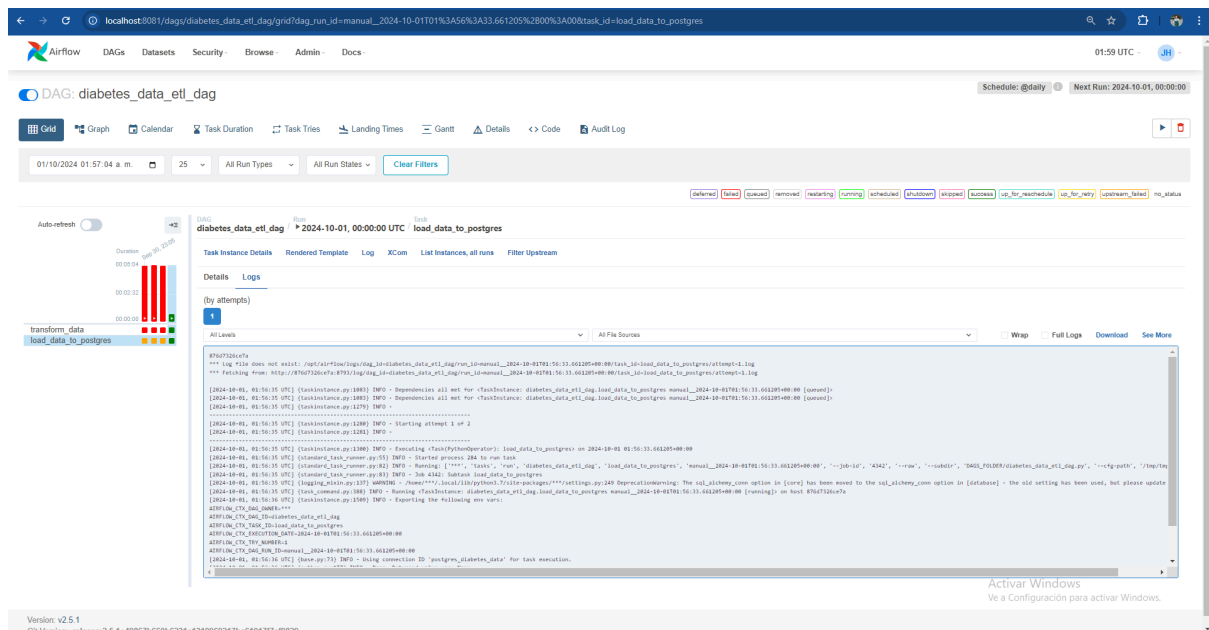 localhost:8081/dags/diabetes_data_etl_dag/grid?dag_run_id=manual__2024-10-01T01%3A56%3A33.661205%2B00%3A00&task_id=load_data_to_postgres
Airflow DAGs Datasets Security Browse Admin Docs 01:59 UTC JH
DAG: diabetes_data_etl_dag Schedule: @daily Next Run: 2024-10-01, 00:00:00
Grid Graph Calendar Task Duration Task Tries Landing Times Gantt Details Code Audit Log
01/10/2024 01:57:04 a. m. 25 All Run Types All Run States Clear Filters
deferred failed queued removed restarting running scheduled shutdown skipped success up_for_reschedule up_for_retry upstream_failed no_status
Auto-refresh
Duration
Sep 30, 23:05
00:05:04
00:02:32
00:00:00
transform_data
load_data_to_postgres
DAG Run Task
diabetes_data_etl_dag / 2024-10-01, 00:00:00 UTC / load_data_to_postgres
Task Instance Details Rendered Template Log XCom List Instances, all runs Filter Upstream
Details Logs
(by attempts)
1
All Levels All File Sources Wrap Full Logs Download See More
876d7326ce7a
*** Log file does not exist: /opt/airflow/logs/dag_id=diabetes_data_etl_dag/run_id=manual__2024-10-01T01:56:33.661205+00:00/task_id=load_data_to_postgres/attempt=1.log
*** Fetching from: http://876d7326ce7a:8793/log/dag_id=diabetes_data_etl_dag/run_id=manual__2024-10-01T01:56:33.661205+00:00/task_id=load_data_to_postgres/attempt=1.log
[2024-10-01, 01:56:35 UTC] {taskinstance.py:1083} INFO - Dependencies all met for <TaskInstance: diabetes_data_etl_dag.load_data_to_postgres manual__2024-10-01T01:56:33.661205+00:00 [queued]>
[2024-10-01, 01:56:35 UTC] {taskinstance.py:1083} INFO - Dependencies all met for <TaskInstance: diabetes_data_etl_dag.load_data_to_postgres manual__2024-10-01T01:56:33.661205+00:00 [queued]>
[2024-10-01, 01:56:35 UTC] {taskinstance.py:1279} INFO -
--------------------------------------------------------------------------------
[2024-10-01, 01:56:35 UTC] {taskinstance.py:1280} INFO - Starting attempt 1 of 2
[2024-10-01, 01:56:35 UTC] {taskinstance.py:1281} INFO -
--------------------------------------------------------------------------------
[2024-10-01, 01:56:35 UTC] {taskinstance.py:1300} INFO - Executing <Task(PythonOperator): load_data_to_postgres> on 2024-10-01 01:56:33.661205+00:00
[2024-10-01, 01:56:35 UTC] {standard_task_runner.py:55} INFO - Started process 284 to run task
[2024-10-01, 01:56:35 UTC] {standard_task_runner.py:82} INFO - Running: ['***', 'tasks', 'run', 'diabetes_data_etl_dag', 'load_data_to_postgres', 'manual__2024-10-01T01:56:33.661205+00:00', '--job-id', '4342', '--raw', '--subdir', 'DAGS_FOLDER/diabetes_data_etl_dag.py', '--cfg-path', '/tmp/tmp
[2024-10-01, 01:56:35 UTC] {standard_task_runner.py:83} INFO - Job 4342: Subtask load_data_to_postgres
[2024-10-01, 01:56:35 UTC] {logging_mixin.py:137} WARNING - /home/***/.local/lib/python3.7/site-packages/***/settings.py:249 DeprecationWarning: The sql_alchemy_conn option in [core] has been moved to the sql_alchemy_conn option in [database] - the old setting has been used, but please update
[2024-10-01, 01:56:35 UTC] {task_command.py:388} INFO - Running <TaskInstance: diabetes_data_etl_dag.load_data_to_postgres manual__2024-10-01T01:56:33.661205+00:00 [running]> on host 876d7326ce7a
[2024-10-01, 01:56:36 UTC] {taskinstance.py:1509} INFO - Exporting the following env vars:
AIRFLOW_CTX_DAG_OWNER=***
AIRFLOW_CTX_DAG_ID=diabetes_data_etl_dag
AIRFLOW_CTX_TASK_ID=load_data_to_postgres
AIRFLOW_CTX_EXECUTION_DATE=2024-10-01T01:56:33.661205+00:00
AIRFLOW_CTX_TRY_NUMBER=1
AIRFLOW_CTX_DAG_RUN_ID=manual__2024-10-01T01:56:33.661205+00:00
[2024-10-01, 01:56:36 UTC] {base.py:73} INFO - Using connection ID 'postgres_diabetes_data' for task execution.
Activar Windows
Ve a Configuración para activar Windows.
Version: v2.5.1